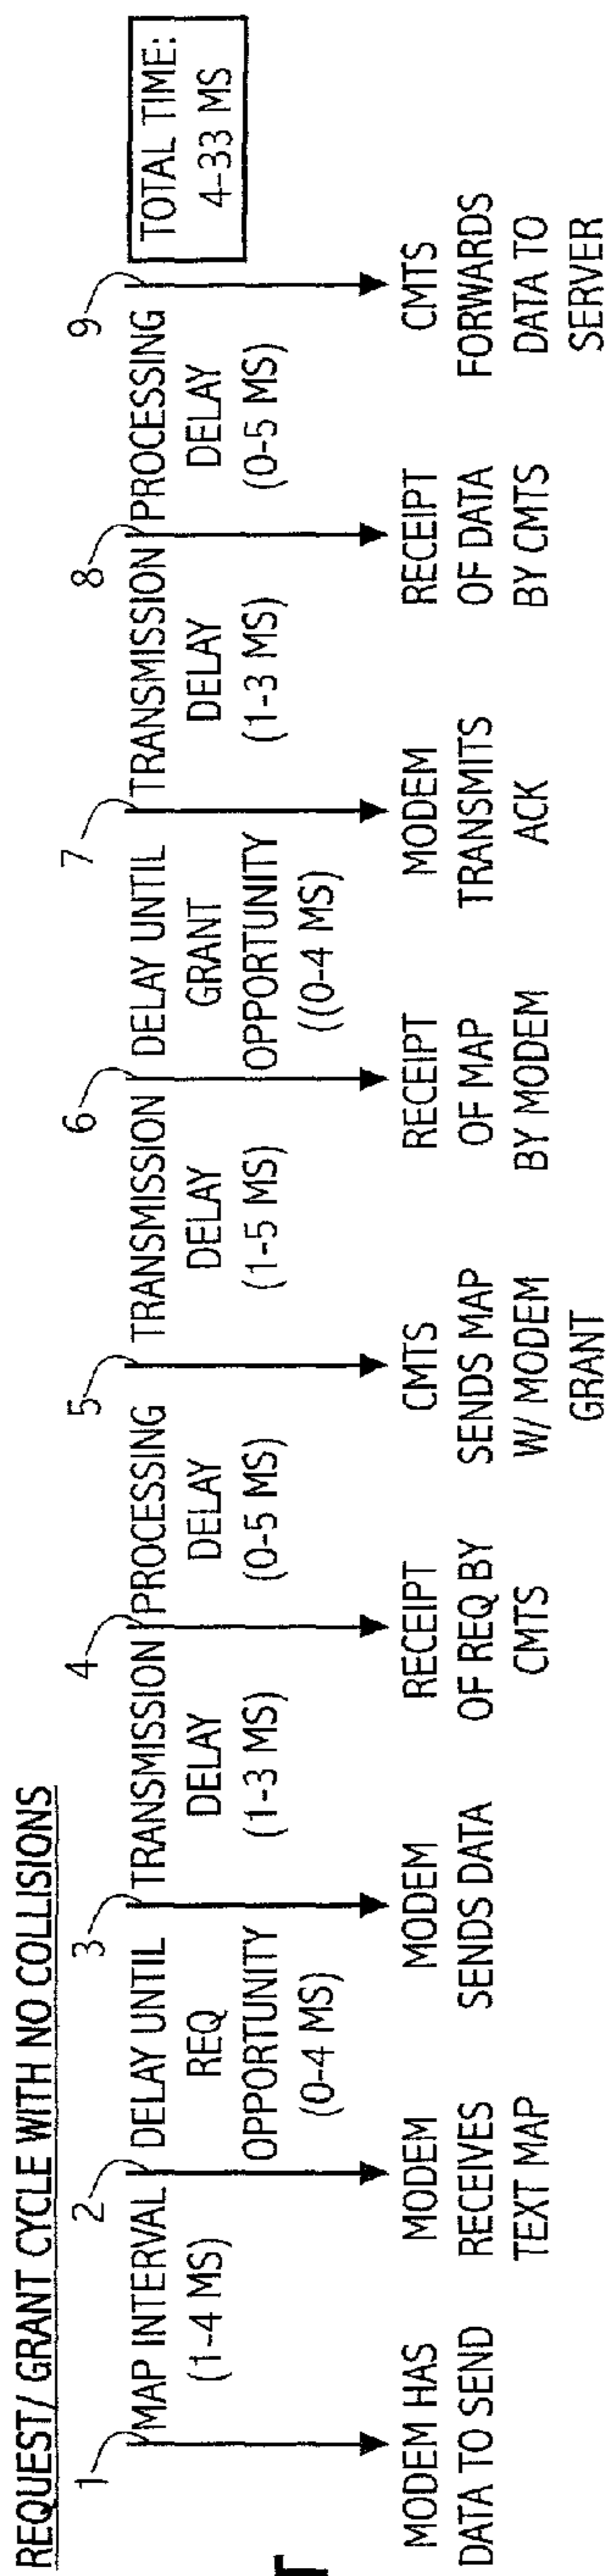 REQUEST/ GRANT CYCLE WITH NO COLLISIONS
1
MAP INTERVAL
(1-4 MS)
2
DELAY UNTIL
REQ
OPPORTUNITY
(0-4 MS)
3
TRANSMISSION
DELAY
(1-3 MS)
4
PROCESSING
DELAY
(0-5 MS)
5
TRANSMISSION
DELAY
(1-5 MS)
6
DELAY UNTIL
GRANT
OPPORTUNITY
((0-4 MS)
7
TRANSMISSION
DELAY
(1-3 MS)
8
PROCESSING
DELAY
(0-5 MS)
9
TOTAL TIME:
4-33 MS
MODEM HAS
DATA TO SEND
MODEM
RECEIVES
TEXT MAP
MODEM
SENDS DATA
RECEIPT
OF REQ BY
CMTS
CMTS
SENDS MAP
W/ MODEM
GRANT
RECEIPT
OF MAP
BY MODEM
MODEM
TRANSMITS
ACK
RECEIPT
OF DATA
BY CMTS
CMTS
FORWARDS
DATA TO
SERVER